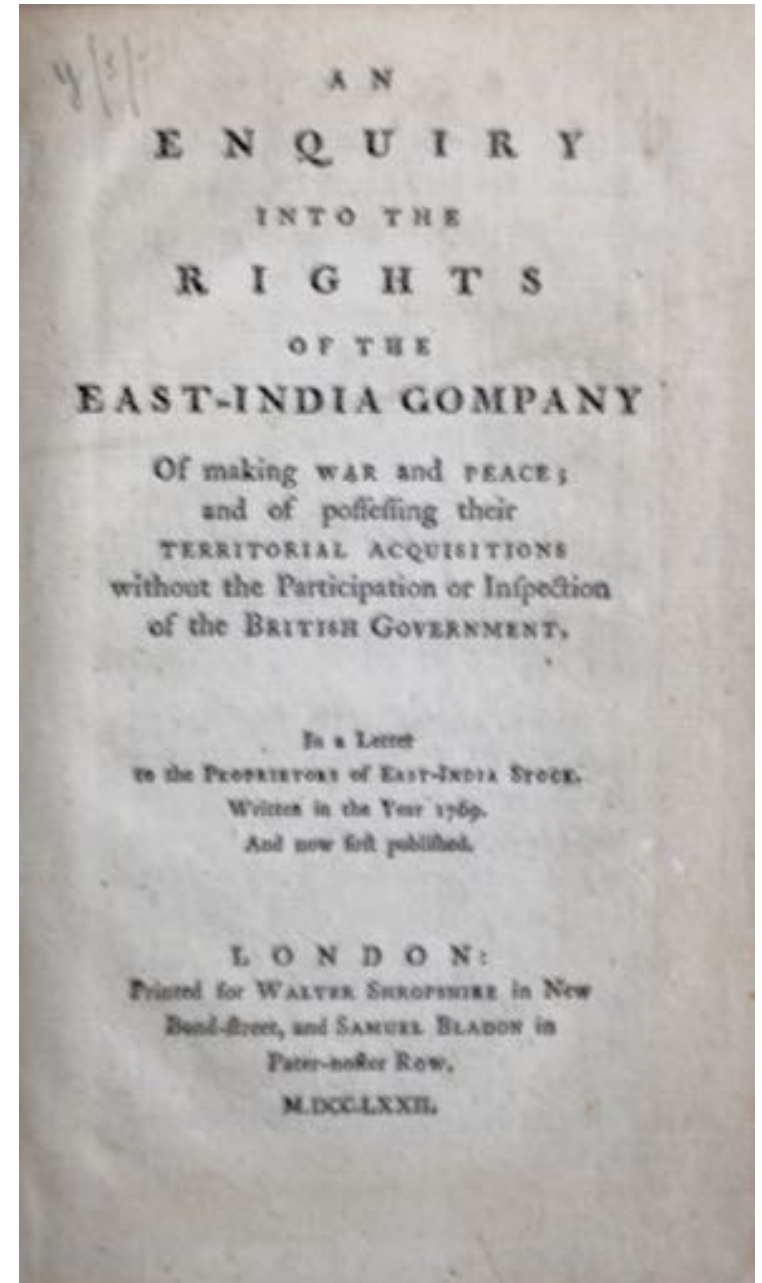 AN
ENQUIRY
INTO THE
RIGHTS
OF THE
EAST-INDIA COMPANY
Of making WAR and PEACE;
and of poſſeſſing their
TERRITORIAL ACQUISITIONS
without the Participation or Inſpection
of the BRITISH GOVERNMENT.
In a Letter
to the PROPRIETORS of EAST-INDIA STOCK.
Written in the Year 1769.
And now firſt publiſhed.
LONDON:
Printed for WALTER SHROPSHIRE in New
Bond-ſtreet, and SAMUEL BLADON in
Pater-noſter Row.
M.DCC.LXXII.